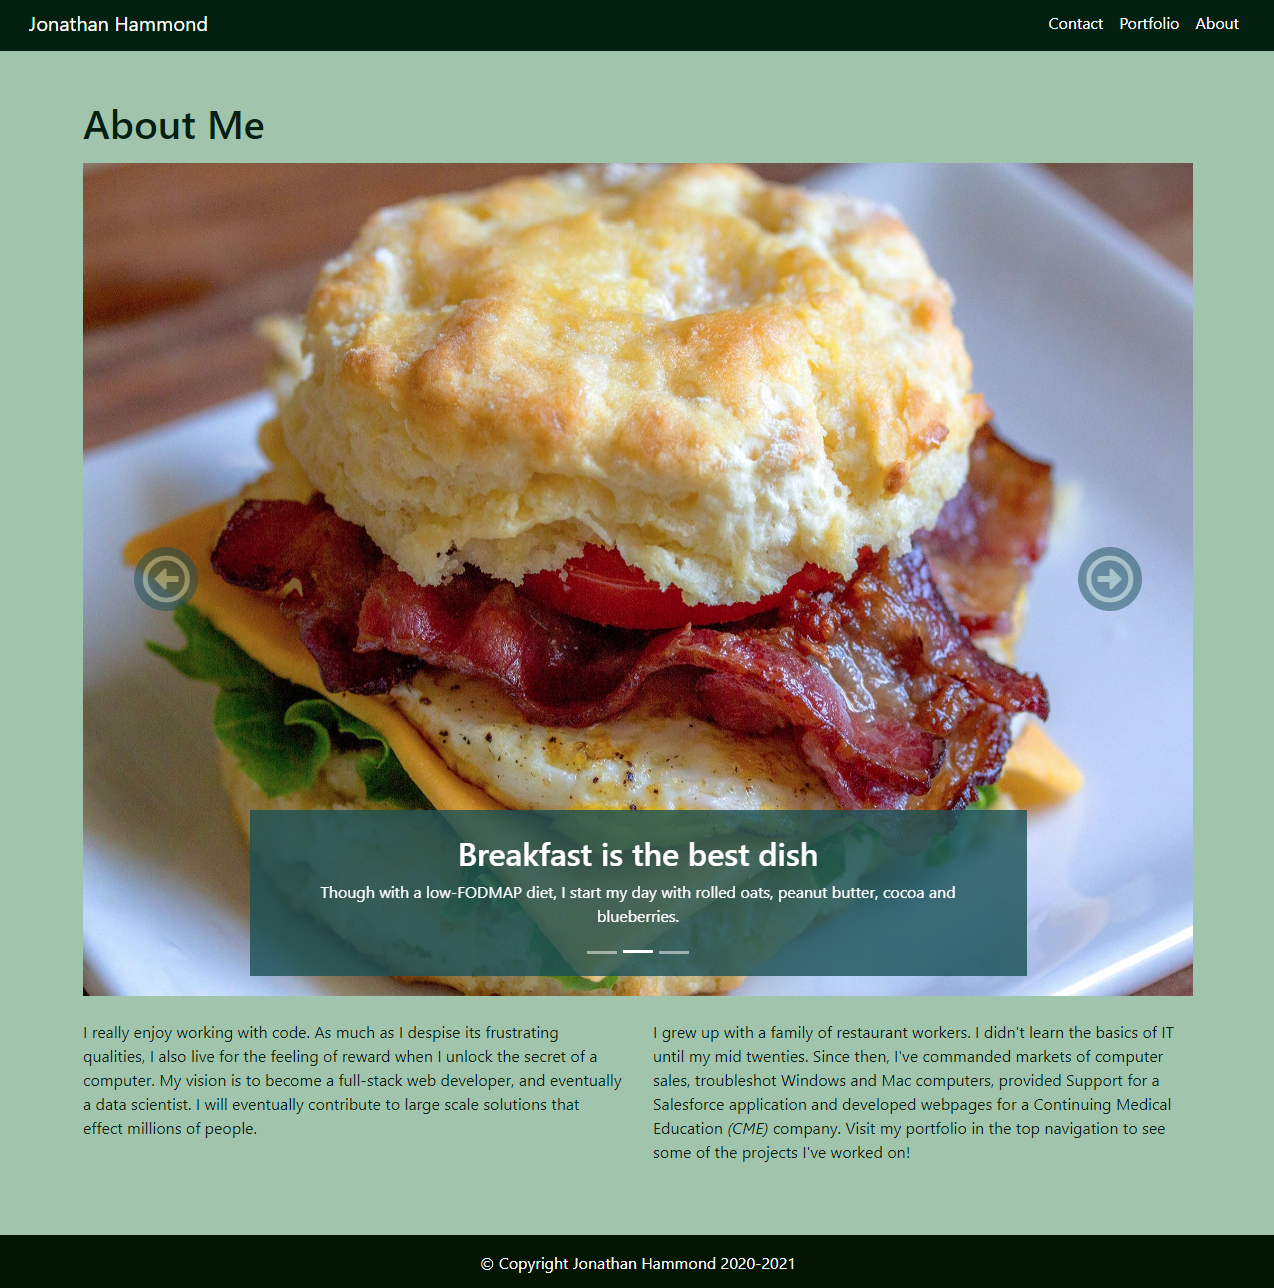 Jonathan Hammond
Contact Portfolio About
About Me
Breakfast is the best dish
Though with a low-FODMAP diet, I start my day with rolled oats, peanut butter, cocoa and
blueberries.
I really enjoy working with code. As much as I despise its frustrating
qualities, I also live for the feeling of reward when I unlock the secret of a
computer. My vision is to become a full-stack web developer, and eventually
a data scientist. I will eventually contribute to large scale solutions that
effect millions of people.
I grew up with a family of restaurant workers. I didn't learn the basics of IT
until my mid twenties. Since then, I've commanded markets of computer
sales, troubleshot Windows and Mac computers, provided Support for a
Salesforce application and developed webpages for a Continuing Medical
Education (CME) company. Visit my portfolio in the top navigation to see
some of the projects I've worked on!
© Copyright Jonathan Hammond 2020-2021